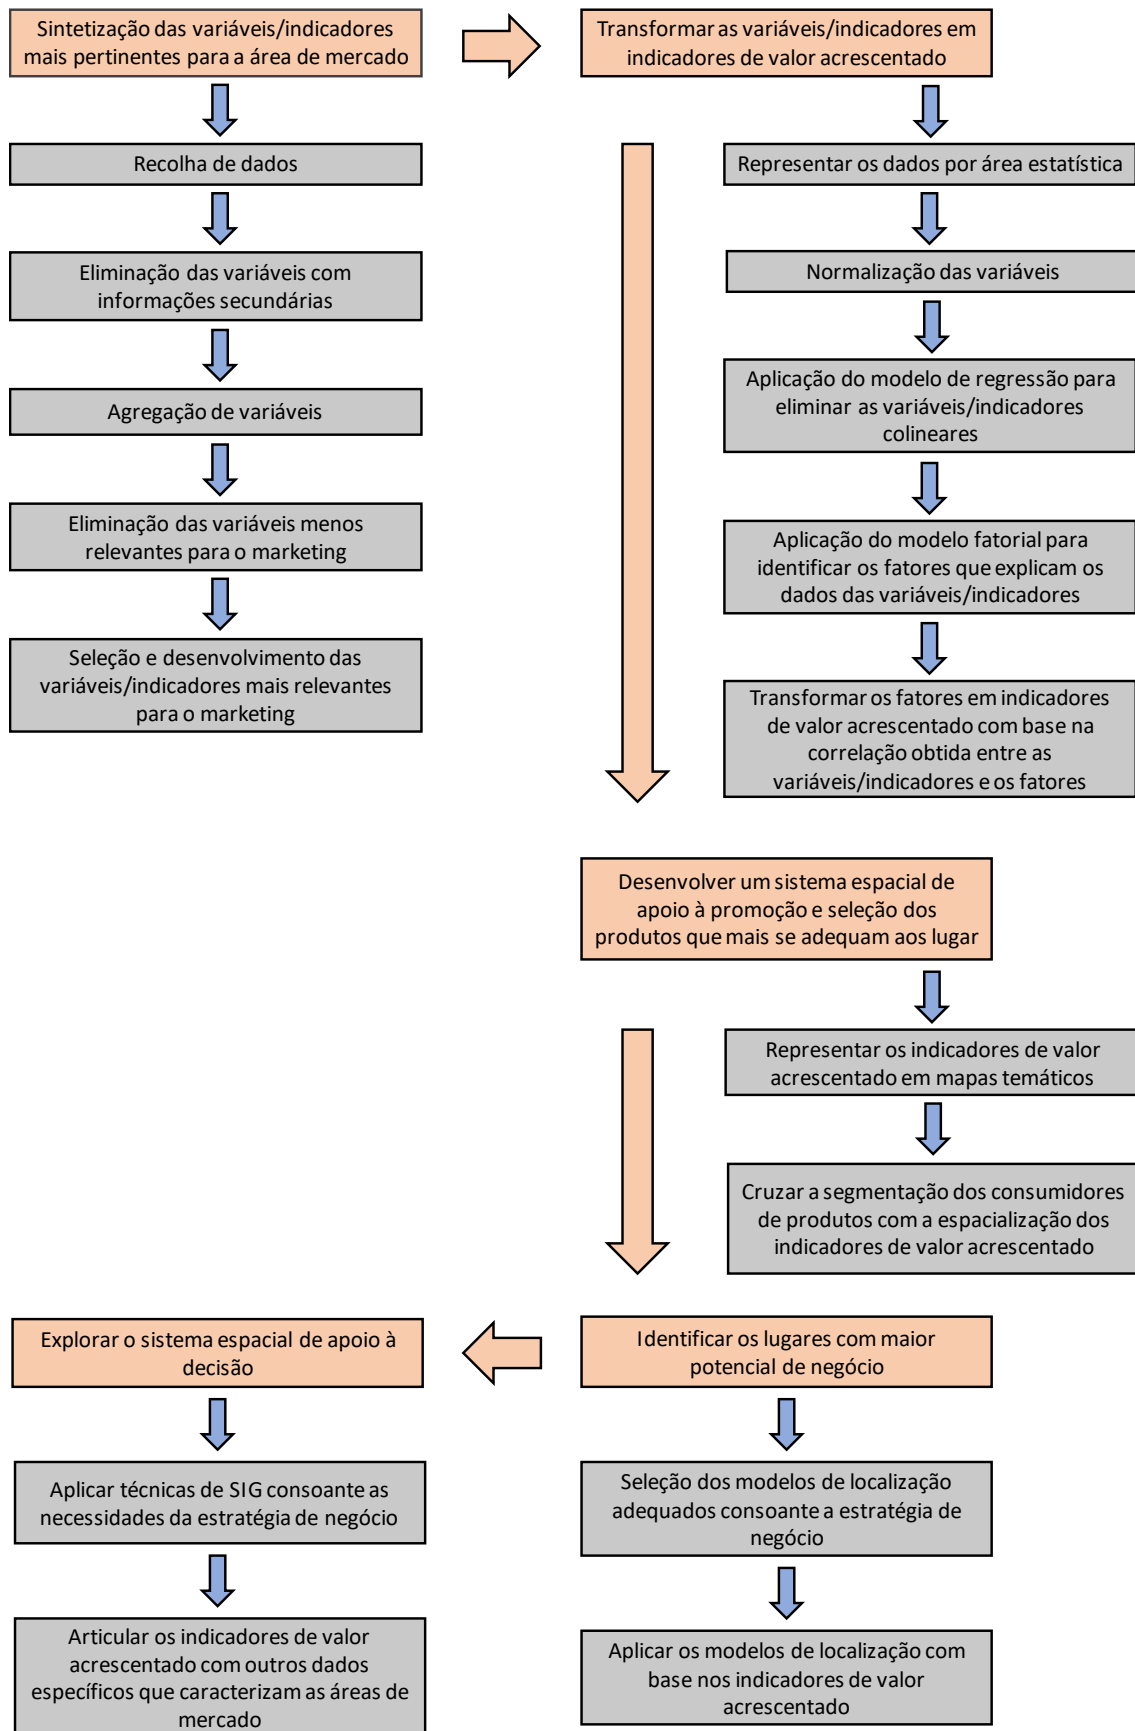 Sintetização das variáveis/indicadores
mais pertinentes para a área de mercado
Recolha de dados
Eliminação das variáveis com
informações secundárias
Agregação de variáveis
Eliminação das variáveis menos
relevantes para o marketing
Seleção e desenvolvimento das
variáveis/indicadores mais relevantes
para o marketing
Transformar as variáveis/indicadores em
indicadores de valor acrescentado
Representar os dados por área estatística
Normalização das variáveis
Aplicação do modelo de regressão para
eliminar as variáveis/indicadores
colineares
Aplicação do modelo fatorial para
identificar os fatores que explicam os
dados das variáveis/indicadores
Transformar os fatores em indicadores
de valor acrescentado com base na
correlação obtida entre as
variáveis/indicadores e os fatores
Desenvolver um sistema espacial de
apoio à promoção e seleção dos
produtos que mais se adequam aos lugar
Representar os indicadores de valor
acrescentado em mapas temáticos
Cruzar a segmentação dos consumidores
de produtos com a espacialização dos
indicadores de valor acrescentado
Identificar os lugares com maior
potencial de negócio
Seleção dos modelos de localização
adequados consoante a estratégia de
negócio
Aplicar os modelos de localização com
base nos indicadores de valor
acrescentado
Explorar o sistema espacial de apoio à
decisão
Aplicar técnicas de SIG consoante as
necessidades da estratégia de negócio
Articular os indicadores de valor
acrescentado com outros dados
específicos que caracterizam as áreas de
mercado